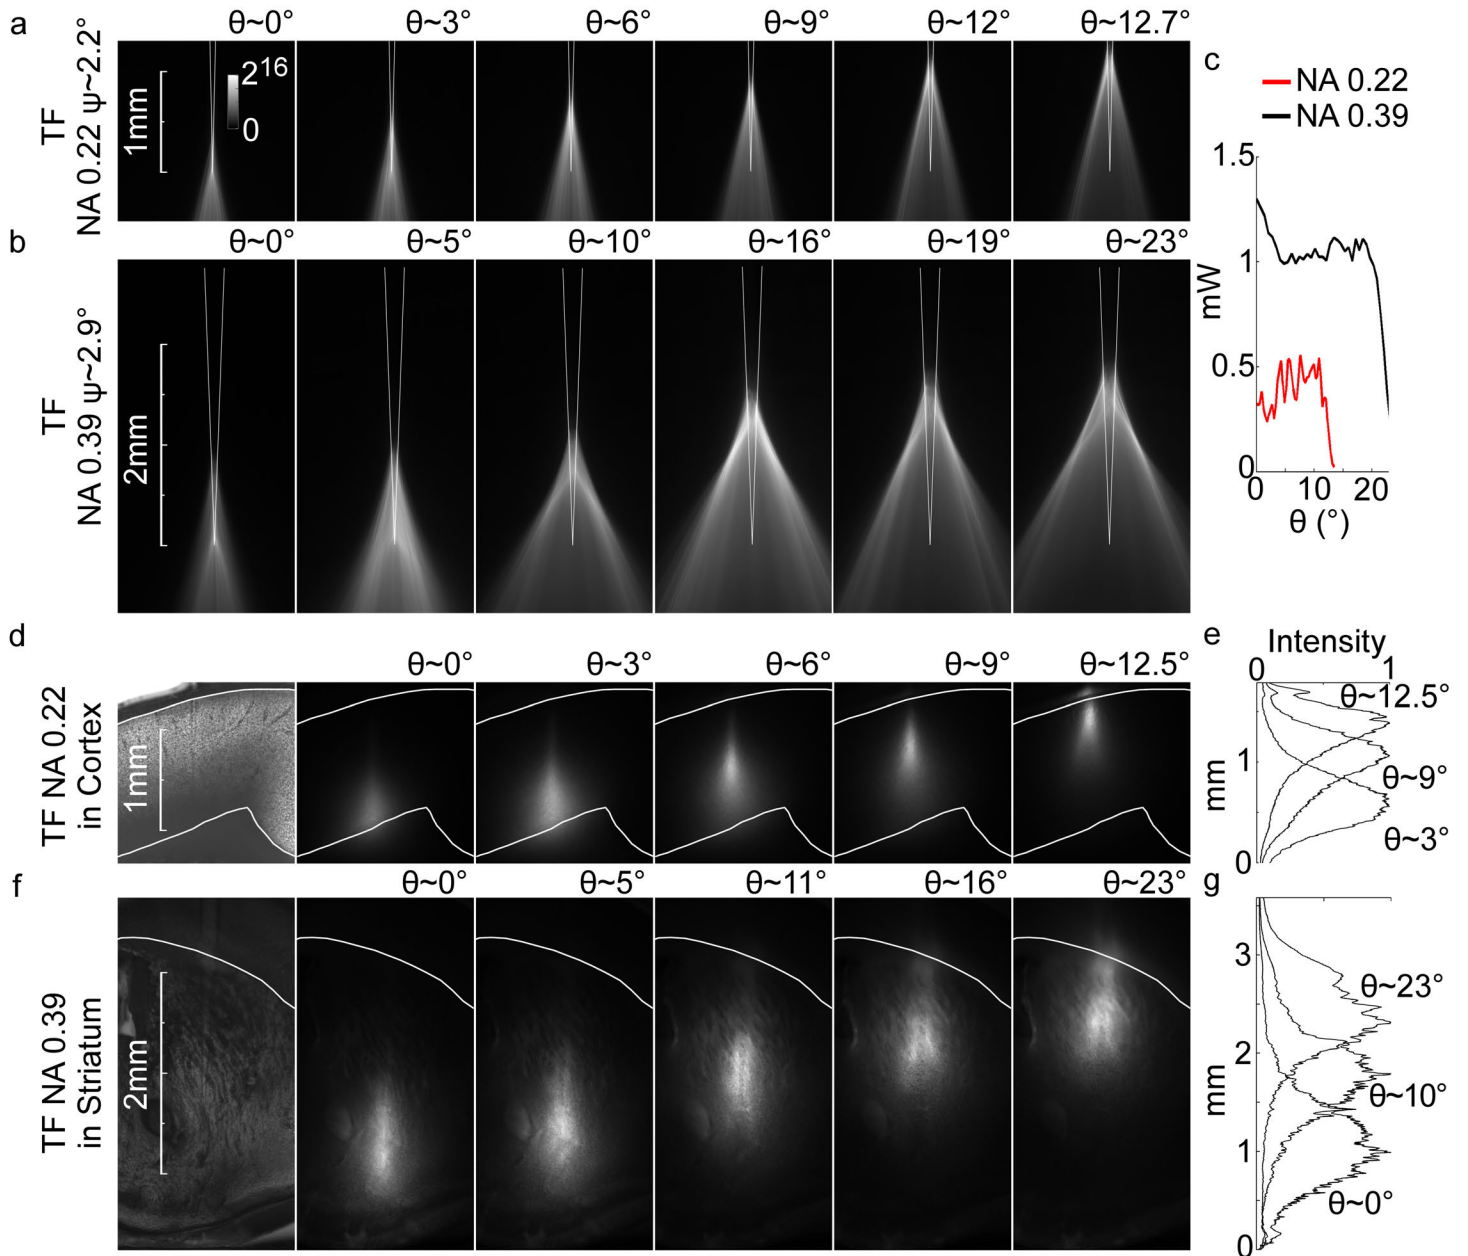 a
θ~0°
θ~3°
θ~6°
θ~9°
θ~12°
θ~12.7°
TF
NA 0.22 ψ~2.2°
1mm
2¹⁶
0
b
θ~0°
θ~5°
θ~10°
θ~16°
θ~19°
θ~23°
TF
NA 0.39 ψ~2.9°
2mm
c
NA 0.22
NA 0.39
1.5
1
0.5
0
mW
0
10
20
θ (°)
d
θ~0°
θ~3°
θ~6°
θ~9°
θ~12.5°
TF NA 0.22
in Cortex
1mm
e
Intensity
0
1
θ~12.5°
1
θ~9°
mm
θ~3°
0
f
θ~0°
θ~5°
θ~11°
θ~16°
θ~23°
TF NA 0.39
in Striatum
2mm
g
3
θ~23°
2
θ~10°
mm
1
θ~0°
0